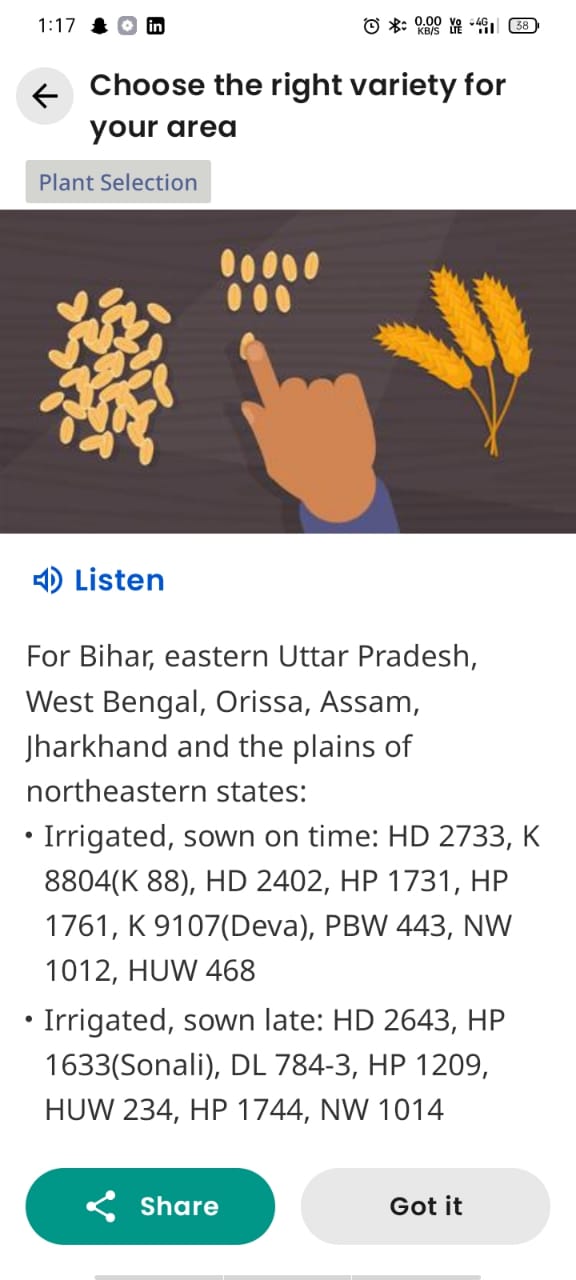 1:17 in 0.00 KB/S Vo LTE 4G 38
Choose the right variety for
your area
Plant Selection
Listen
For Bihar, eastern Uttar Pradesh,
West Bengal, Orissa, Assam,
Jharkhand and the plains of
northeastern states:
• Irrigated, sown on time: HD 2733, K
8804(K 88), HD 2402, HP 1731, HP
1761, K 9107(Deva), PBW 443, NW
1012, HUW 468
• Irrigated, sown late: HD 2643, HP
1633(Sonali), DL 784-3, HP 1209,
HUW 234, HP 1744, NW 1014
Share Got it